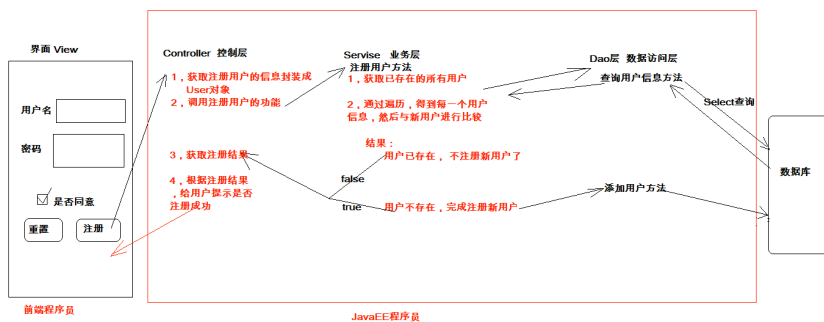 界面 View
用户名
密码
是否同意
重置
注册
前端程序员
Controller 控制层
1，获取注册用户的信息封装成
User对象
2，调用注册用户的功能
3，获取注册结果
4，根据注册结果
，给用户提示是否
注册成功
Servise 业务层
注册用户方法
1，获取已存在的所有用户
2，通过遍历，得到每一个用户
信息，然后与新用户进行比较
结果：
用户已存在， 不注册新用户了
false
true
用户不存在，完成注册新用户
Dao层 数据访问层
查询用户信息方法
Select查询
添加用户方法
数据库
JavaEE程序员